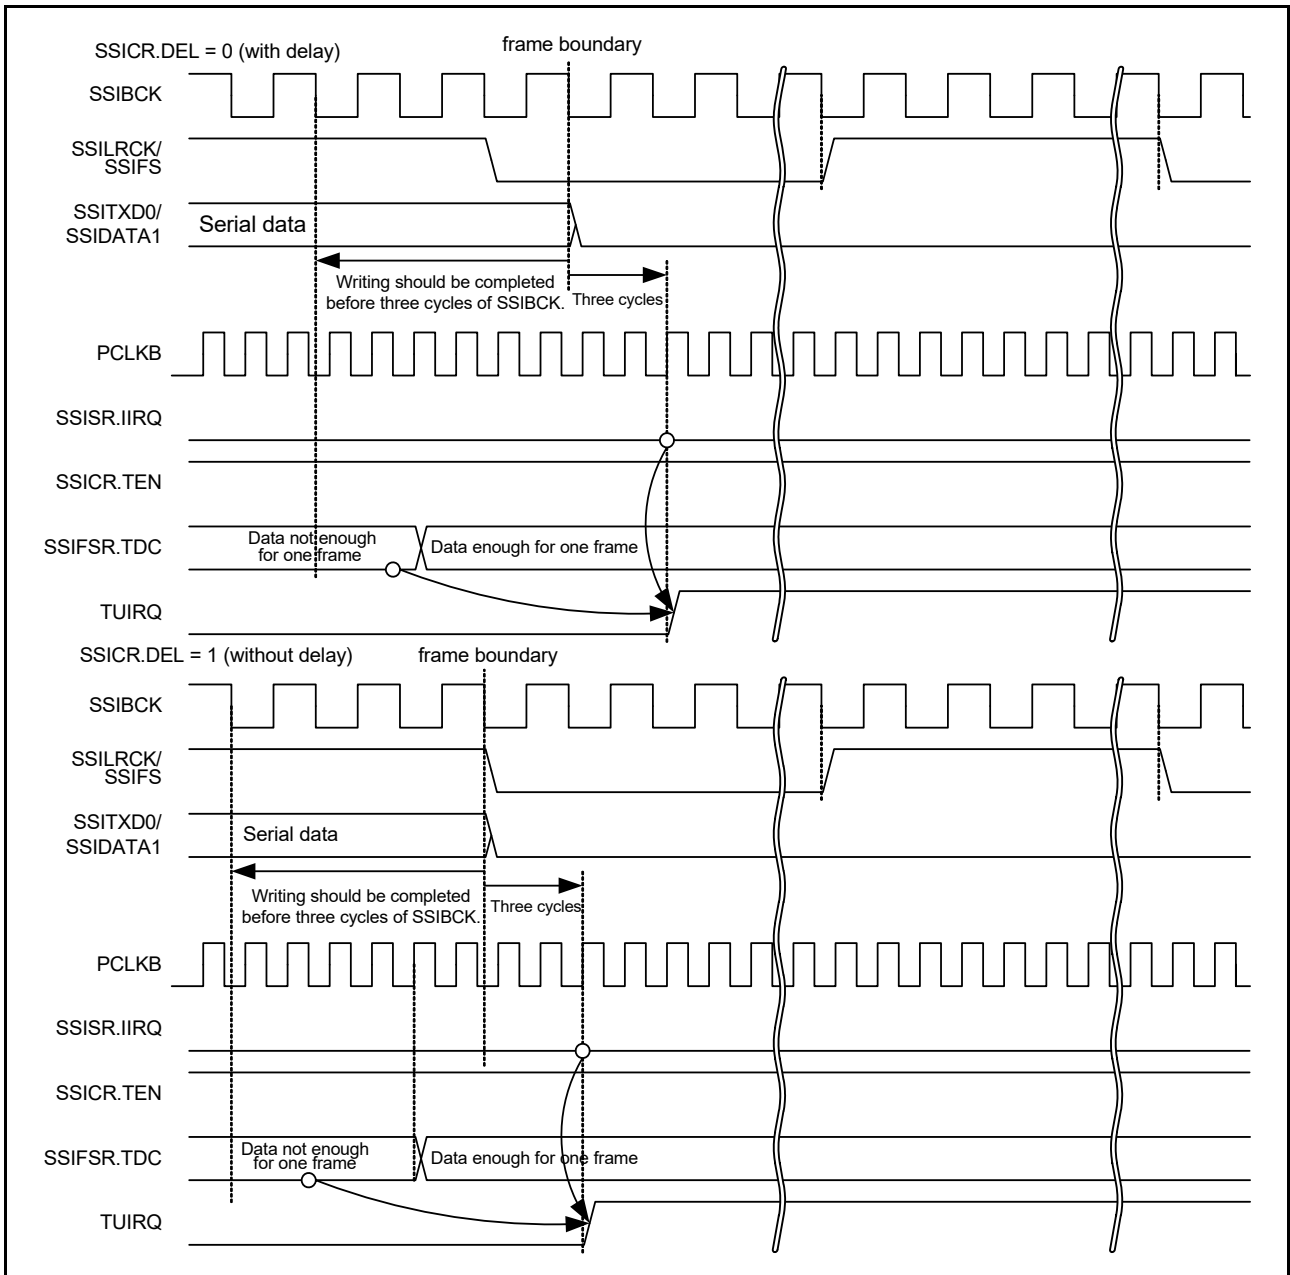 SSICR.DEL = 0 (with delay)
frame boundary
SSIBCK
SSILRCK/
SSIFS
SSITXD0/
SSIDATA1
Serial data
Writing should be completed
before three cycles of SSIBCK.
Three cycles
PCLKB
SSISR.IIRQ
SSICR.TEN
SSIFSR.TDC
Data not enough
for one frame
Data enough for one frame
TUIRQ
SSICR.DEL = 1 (without delay)
frame boundary
SSIBCK
SSILRCK/
SSIFS
SSITXD0/
SSIDATA1
Serial data
Writing should be completed
before three cycles of SSIBCK.
Three cycles
PCLKB
SSISR.IIRQ
SSICR.TEN
SSIFSR.TDC
Data not enough
for one frame
Data enough for one frame
TUIRQ